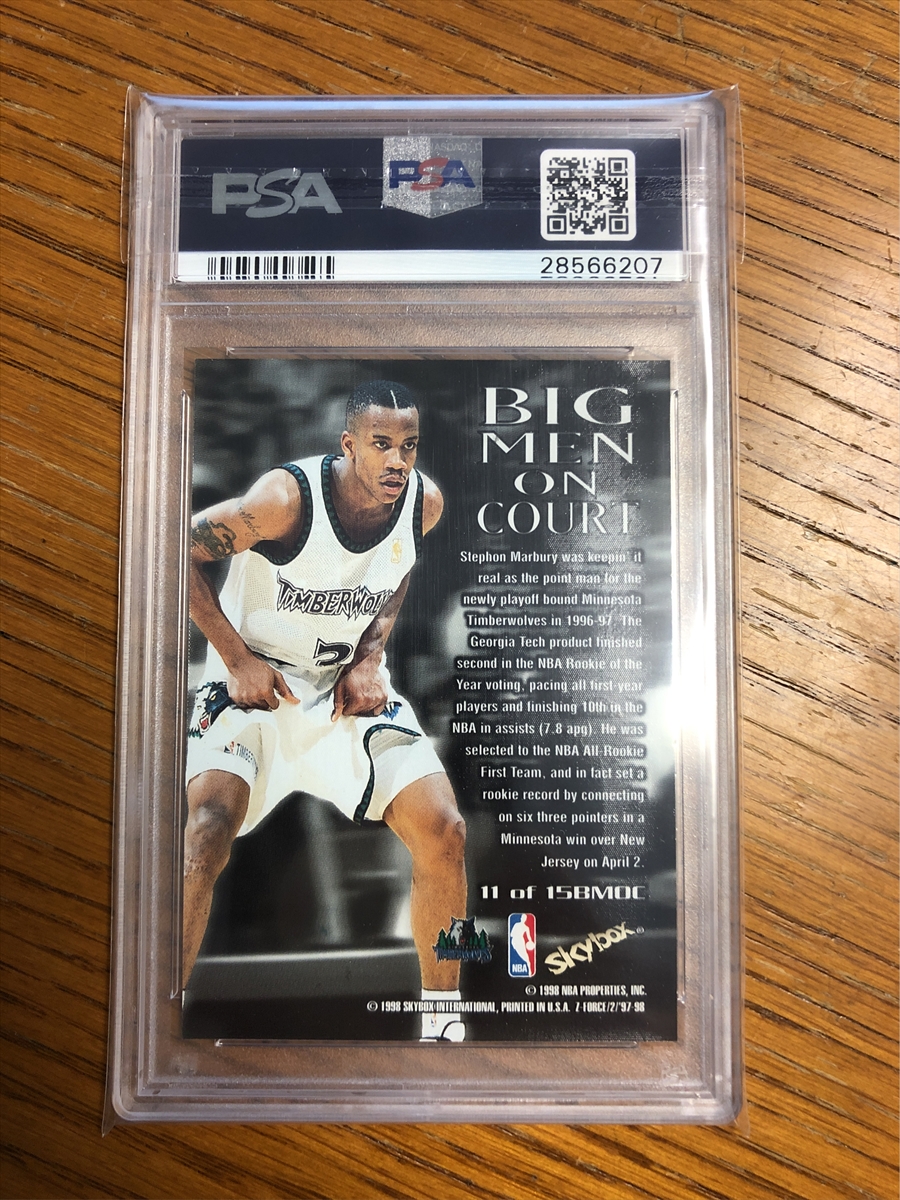 PSA
PSA
28566207
BIG
MEN
ON
COURT
Stephon Marbury was keepin' it
real as the point man for the
newly playoff bound Minnesota
Timberwolves in 1996-97. The
Georgia Tech product finished
second in the NBA Rookie of the
Year voting, pacing all first-year
players and finishing 10th in the
NBA in assists (7.8 apg). He was
selected to the NBA All-Rookie
First Team, and in fact set a
rookie record by connecting
on six three pointers in a
Minnesota win over New
Jersey on April 2.
11 of 15BMOC
TIMBERWOL
NBA
Skybox®
© 1998 NBA PROPERTIES, INC.
© 1998 SKYBOX INTERNATIONAL, PRINTED IN U.S.A. Z-FORCE/2/'97-98